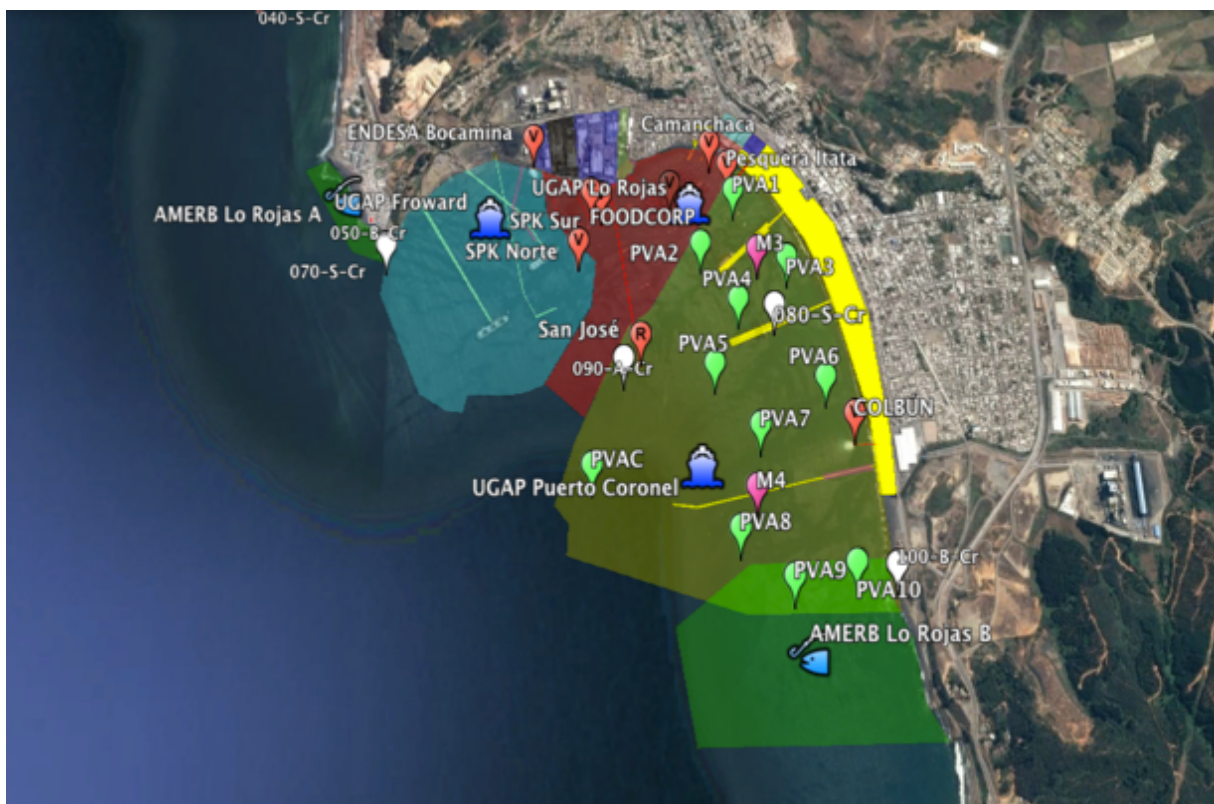 040-S-Cr
ENDESA Bocamina
V
Camanchaca
V
Pesquera Itata
AMERB Lo Rojas A
UGAP Froward
UGAP Lo Rojas
PVA1
050-B-Cr
SPK Sur
FOODCORP
070-S-Cr
SPK Norte
V
PVA2
M3
PVA3
PVA4
080-S-Cr
San José
R
090-A-Cr
PVA5
PVA6
COLBÚN
PVA7
PVAC
UGAP Puerto Coronel
M4
PVA8
100-B-Cr
PVA9
PVA10
AMERB Lo Rojas B